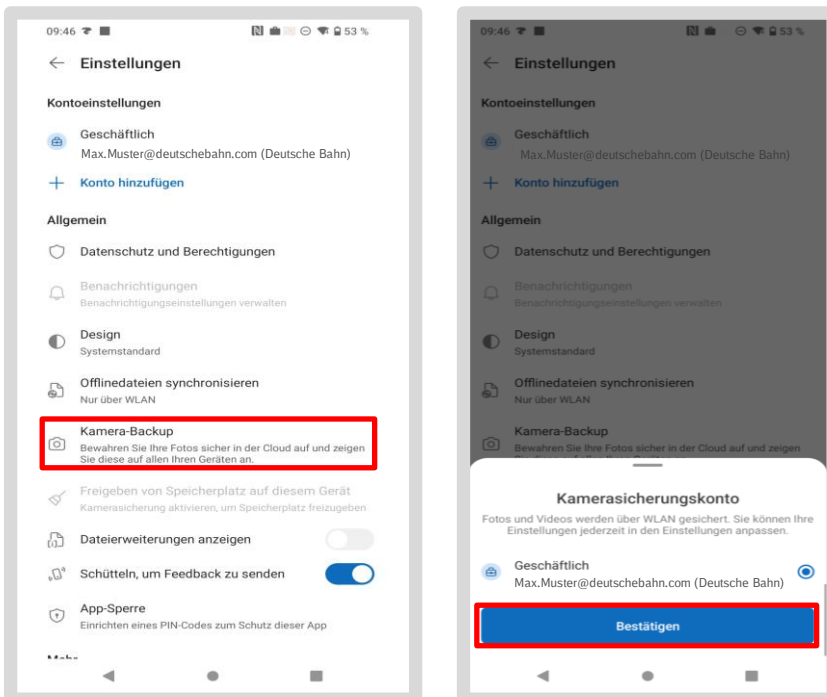 09:46 53 %
Einstellungen
Kontoeinstellungen
Geschäftlich
Max.Muster@deutschebahn.com (Deutsche Bahn)
Konto hinzufügen
Allgemein
Datenschutz und Berechtigungen
Benachrichtigungen
Benachrichtigungseinstellungen verwalten
Design
Systemstandard
Offlinedateien synchronisieren
Nur über WLAN
Kamera-Backup
Bewahren Sie Ihre Fotos sicher in der Cloud auf und zeigen
Sie diese auf allen Ihren Geräten an.
Freigeben von Speicherplatz auf diesem Gerät
Kamerasicherung aktivieren, um Speicherplatz freizugeben
Dateierweiterungen anzeigen
Schütteln, um Feedback zu senden
App-Sperre
Einrichten eines PIN-Codes zum Schutz dieser App
09:46 53 %
Einstellungen
Kontoeinstellungen
Geschäftlich
Max.Muster@deutschebahn.com (Deutsche Bahn)
Konto hinzufügen
Allgemein
Datenschutz und Berechtigungen
Benachrichtigungen
Benachrichtigungseinstellungen verwalten
Design
Systemstandard
Offlinedateien synchronisieren
Nur über WLAN
Kamera-Backup
Bewahren Sie Ihre Fotos sicher in der Cloud auf und zeigen
Kamerasicherungskonto
Fotos und Videos werden über WLAN gesichert. Sie können Ihre
Einstellungen jederzeit in den Einstellungen anpassen.
Geschäftlich
Max.Muster@deutschebahn.com (Deutsche Bahn)
Bestätigen